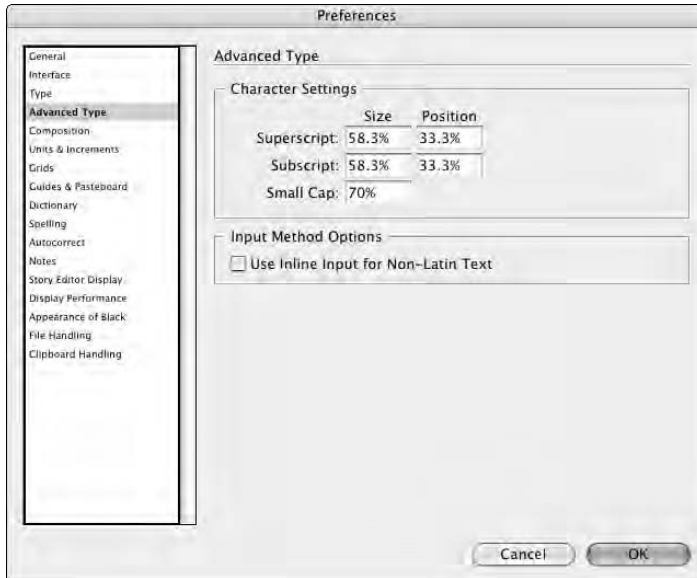 Preferences
General
Interface
Type
Advanced Type
Composition
Units & Increments
Grids
Guides & Pasteboard
Dictionary
Spelling
Autocorrect
Notes
Story Editor Display
Display Performance
Appearance of Black
File Handling
Clipboard Handling
Advanced Type
Character Settings
Size Position
Superscript: 58.3% 33.3%
Subscript: 58.3% 33.3%
Small Cap: 70%
Input Method Options
Use Inline Input for Non-Latin Text
Cancel OK